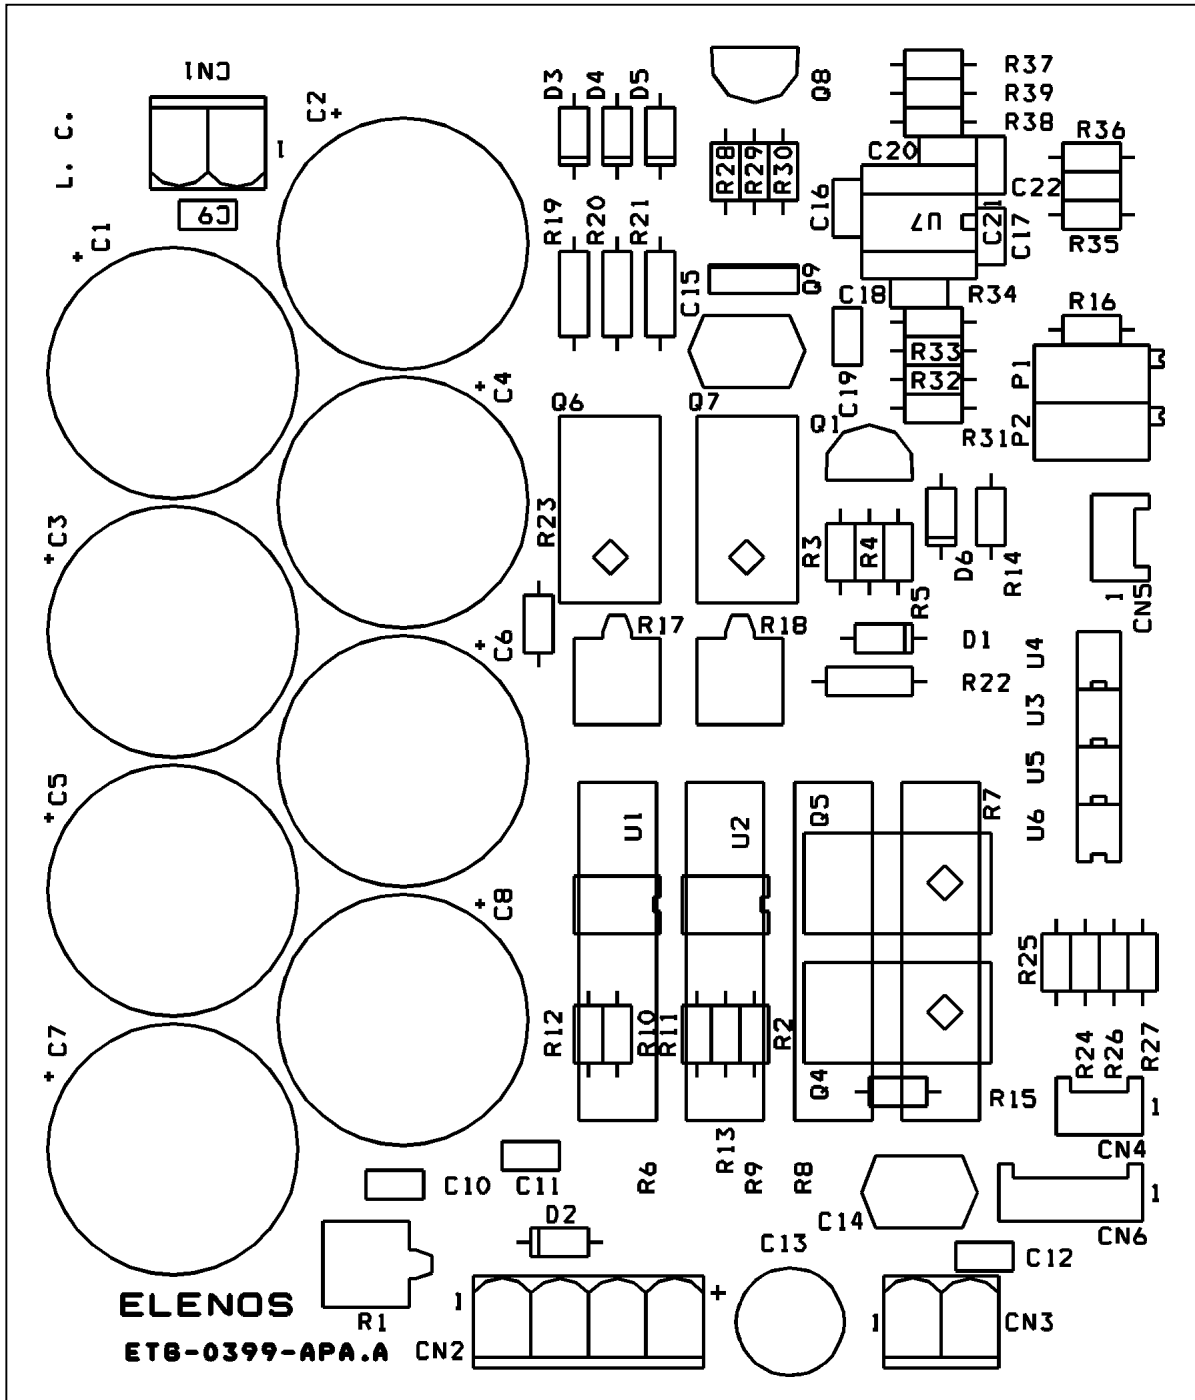 CN1
1
L. C.
C9
C2
+
D3
D4
D5
Q8
R37
R39
R38
R36
C20
R28
R29
R30
C22
C16
U7
C21
C17
R35
+
C1
R19
R20
R21
C15
Q9
C18
R34
R16
R33
R32
C19
P1
+
C4
Q6
Q7
Q1
R31
P2
+
C3
R23
R3
R4
D6
R14
R5
1
CN5
+
C6
R17
R18
D1
R22
U4
U3
U5
U6
+
C5
U1
U2
Q5
R7
+
C8
R25
+
C7
R12
R10
R11
R2
R24
R26
R27
Q4
R15
1
CN4
R13
R6
R9
R8
C10
C11
1
D2
C14
CN6
C13
C12
ELENOS
R1
1
+
1
CN3
ETG-0399-APA.A
CN2